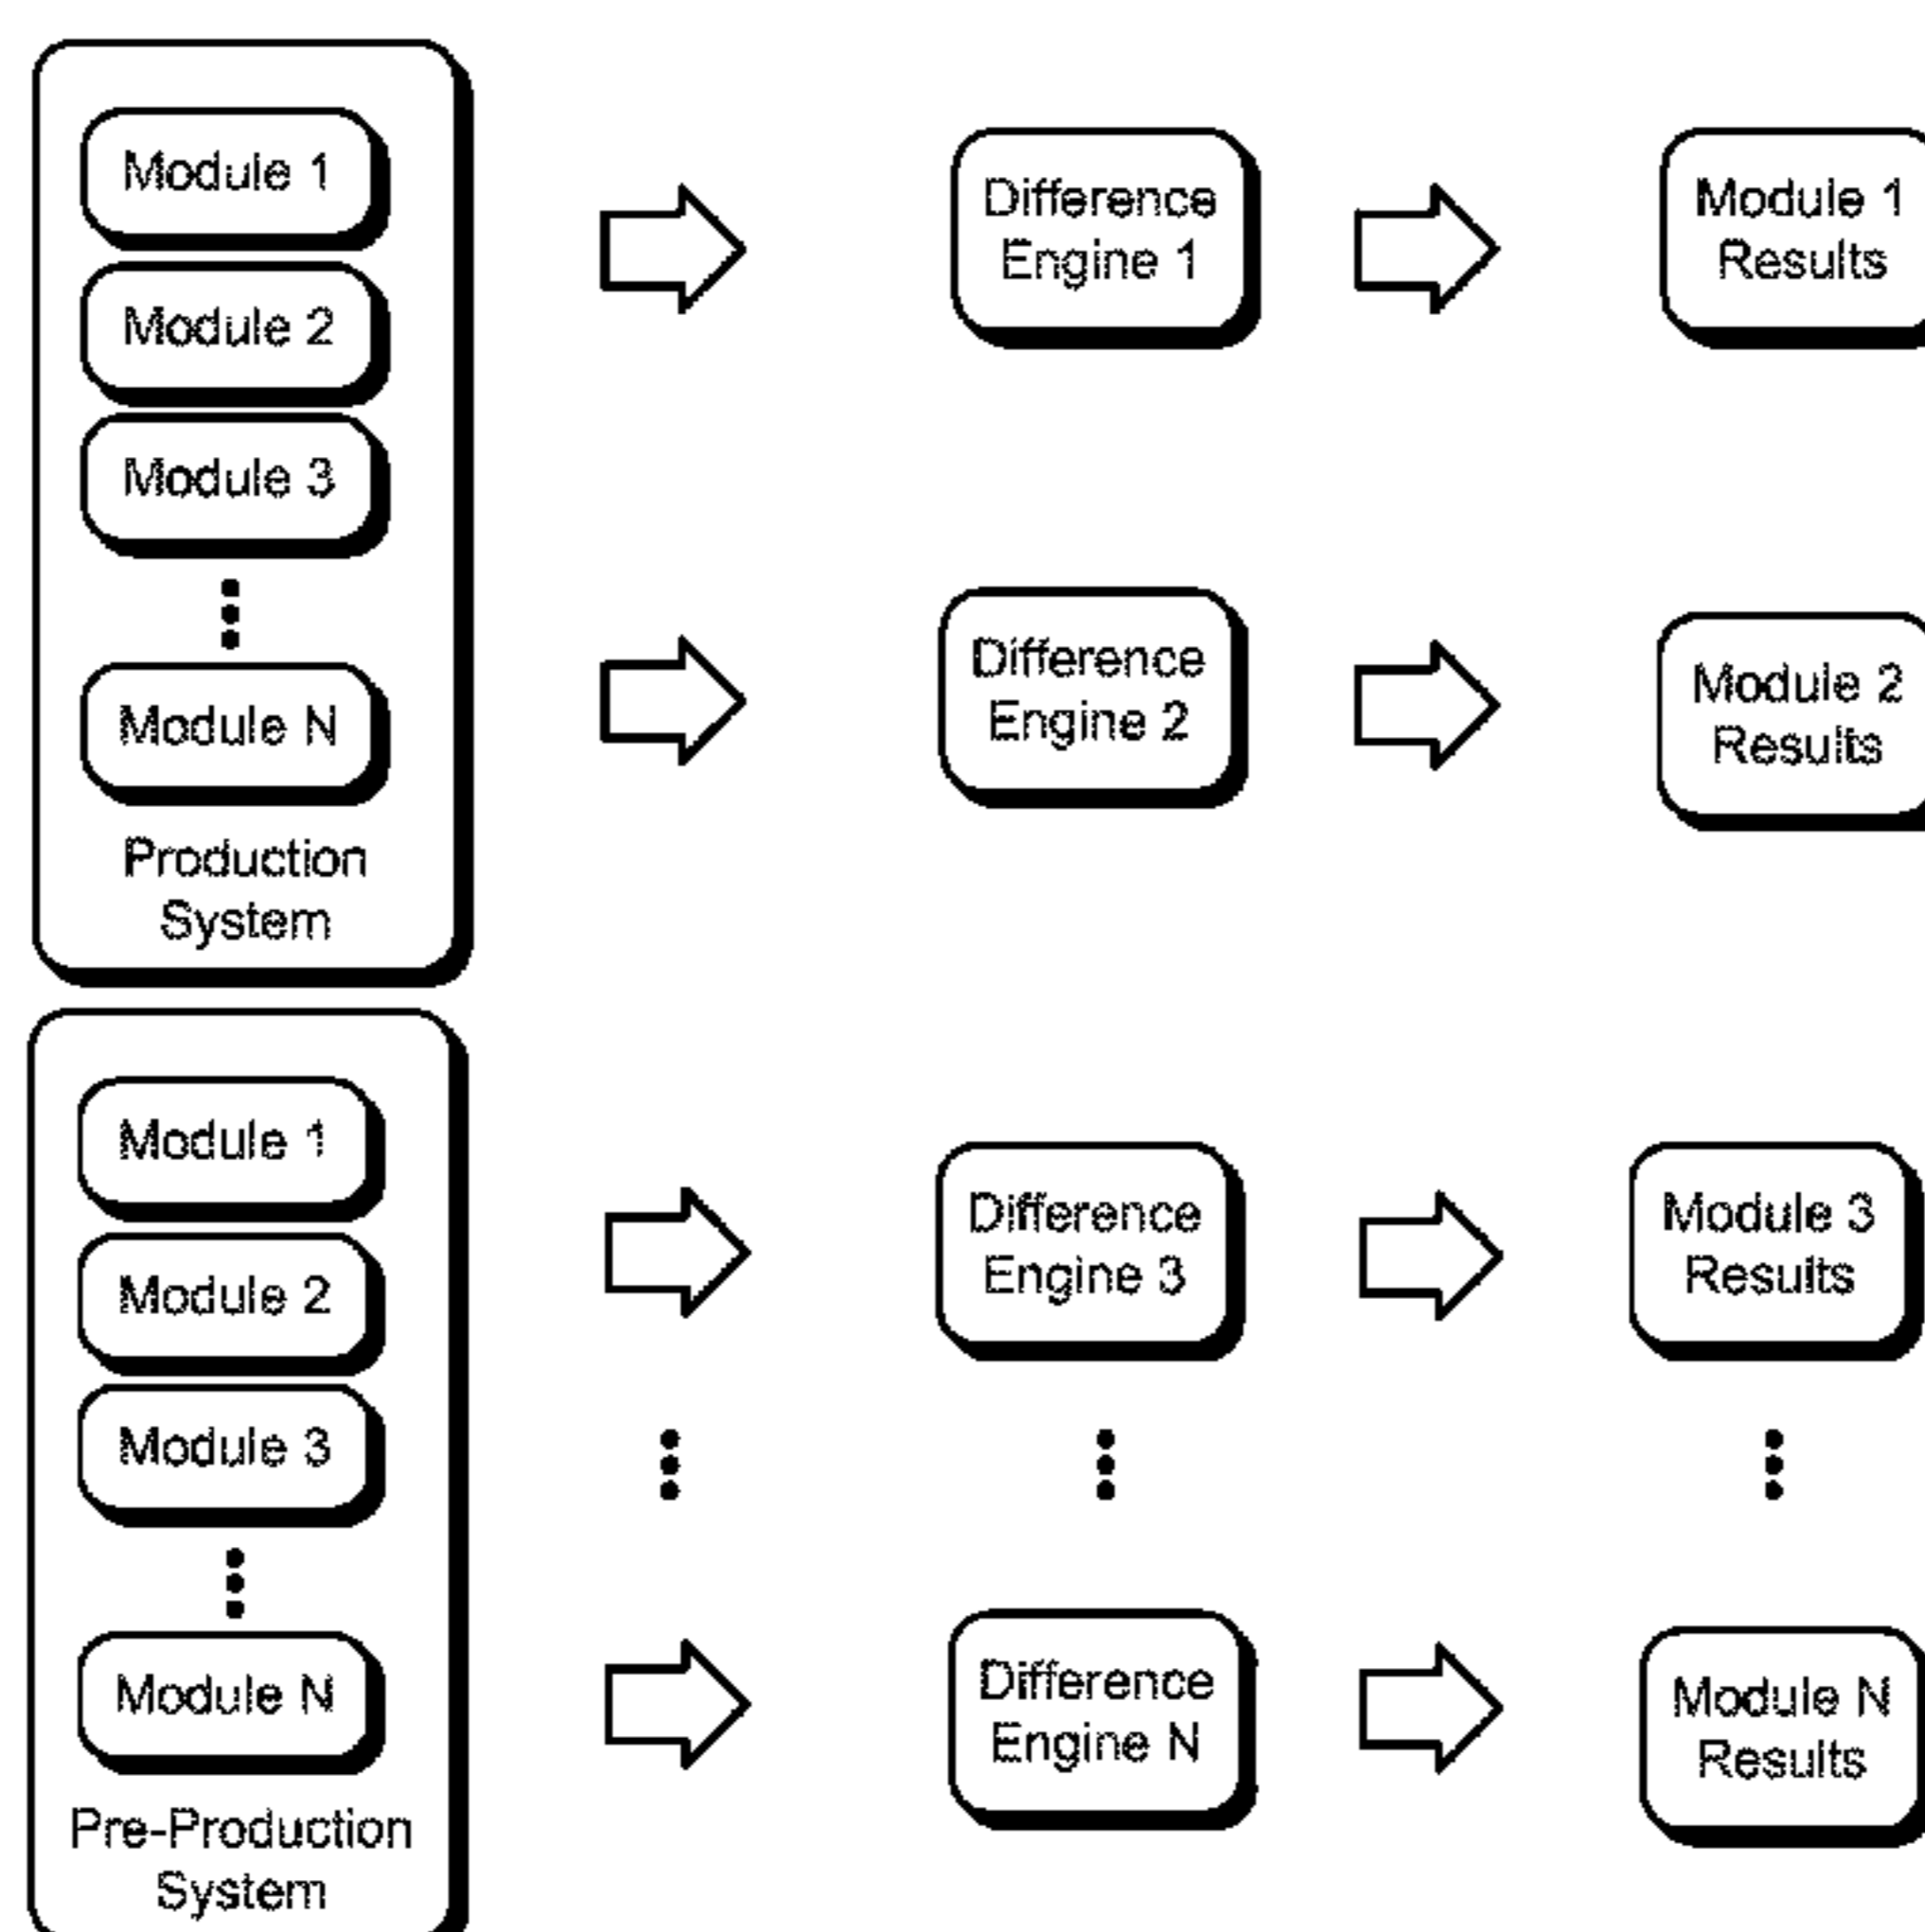 Module 1
Module 2
Module 3
Module N
Production
System
Module 1
Module 2
Module 3
Module N
Pre-Production
System
Difference
Engine 1
Difference
Engine 2
Difference
Engine 3
Difference
Engine N
Module 1
Results
Module 2
Results
Module 3
Results
Module N
Results